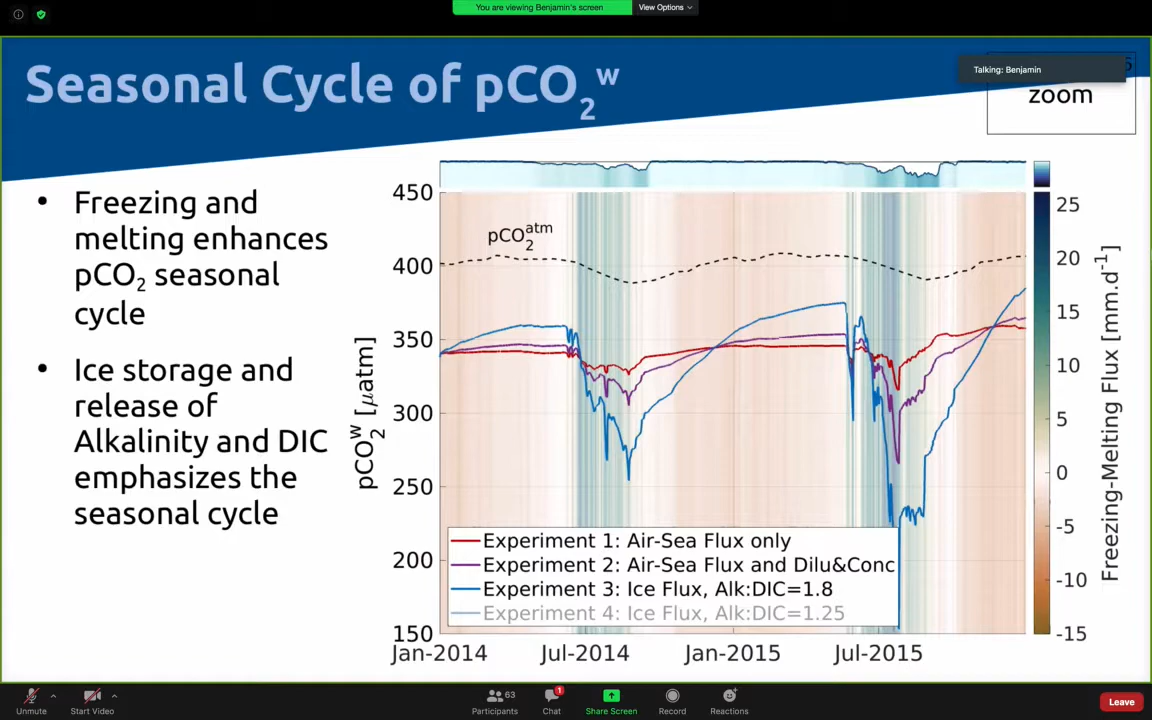 You are viewing Benjamin's screen
View Options
Seasonal Cycle of pCO₂ʷ
Talking: Benjamin
zoom
• Freezing and
melting enhances
pCO₂ seasonal
cycle
• Ice storage and
release of
Alkalinity and DIC
emphasizes the
seasonal cycle
pCO₂ʷ [μatm]
450
400
350
300
250
200
150
pCO₂ᵃᵗᵐ
Experiment 1: Air-Sea Flux only
Experiment 2: Air-Sea Flux and Dilu&Conc
Experiment 3: Ice Flux, Alk:DIC=1.8
Experiment 4: Ice Flux, Alk:DIC=1.25
Jan-2014
Jul-2014
Jan-2015
Jul-2015
25
20
15
10
5
0
-5
-10
-15
Freezing-Melting Flux [mm.d⁻¹]
Unmute
Start Video
63
Participants
1
Chat
Share Screen
Record
Reactions
Leave